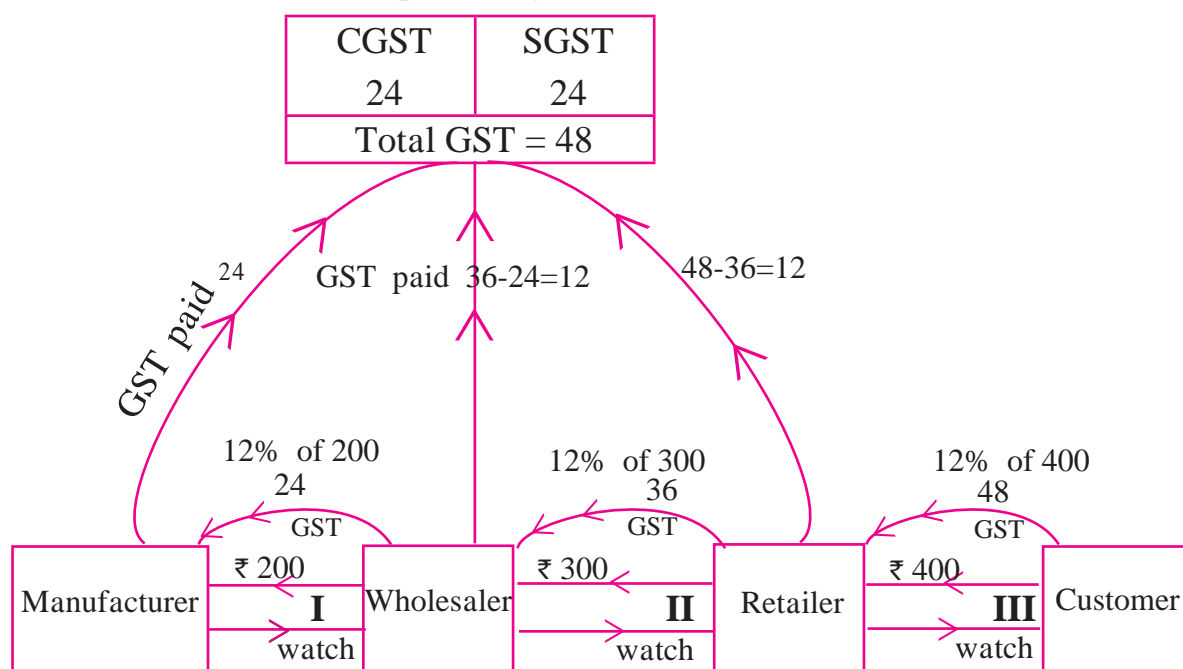 CGST SGST
24 24
Total GST = 48
GST paid 24
GST paid 36-24=12
48-36=12
12% of 200
24
GST
12% of 300
36
GST
12% of 400
48
GST
Manufacturer
₹ 200
I
watch
Wholesaler
₹ 300
II
watch
Retailer
₹ 400
III
watch
Customer